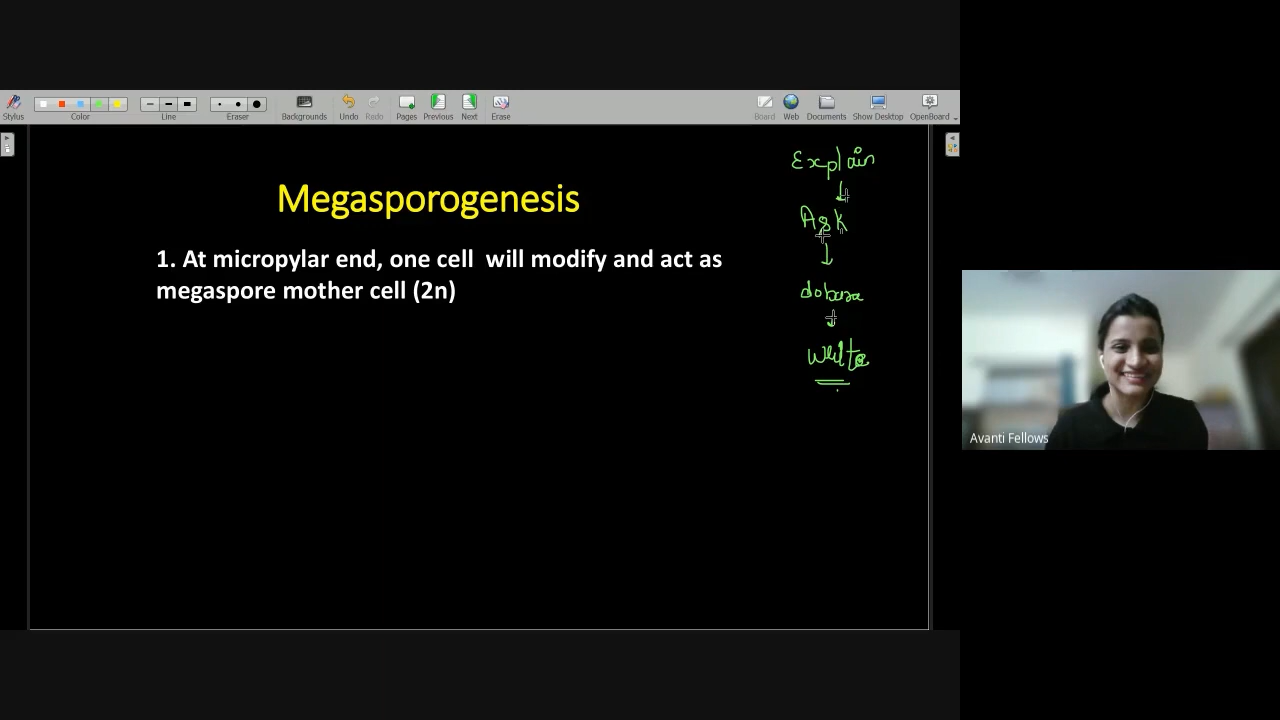 Stylus
Color
Line
Eraser
Backgrounds
Undo
Redo
Pages
Previous
Next
Erase
Board
Web
Documents
Show Desktop
OpenBoard
Megasporogenesis
1. At micropylar end, one cell will modify and act as
megaspore mother cell (2n)
Explain
Ask
dobara
write
Avanti Fellows